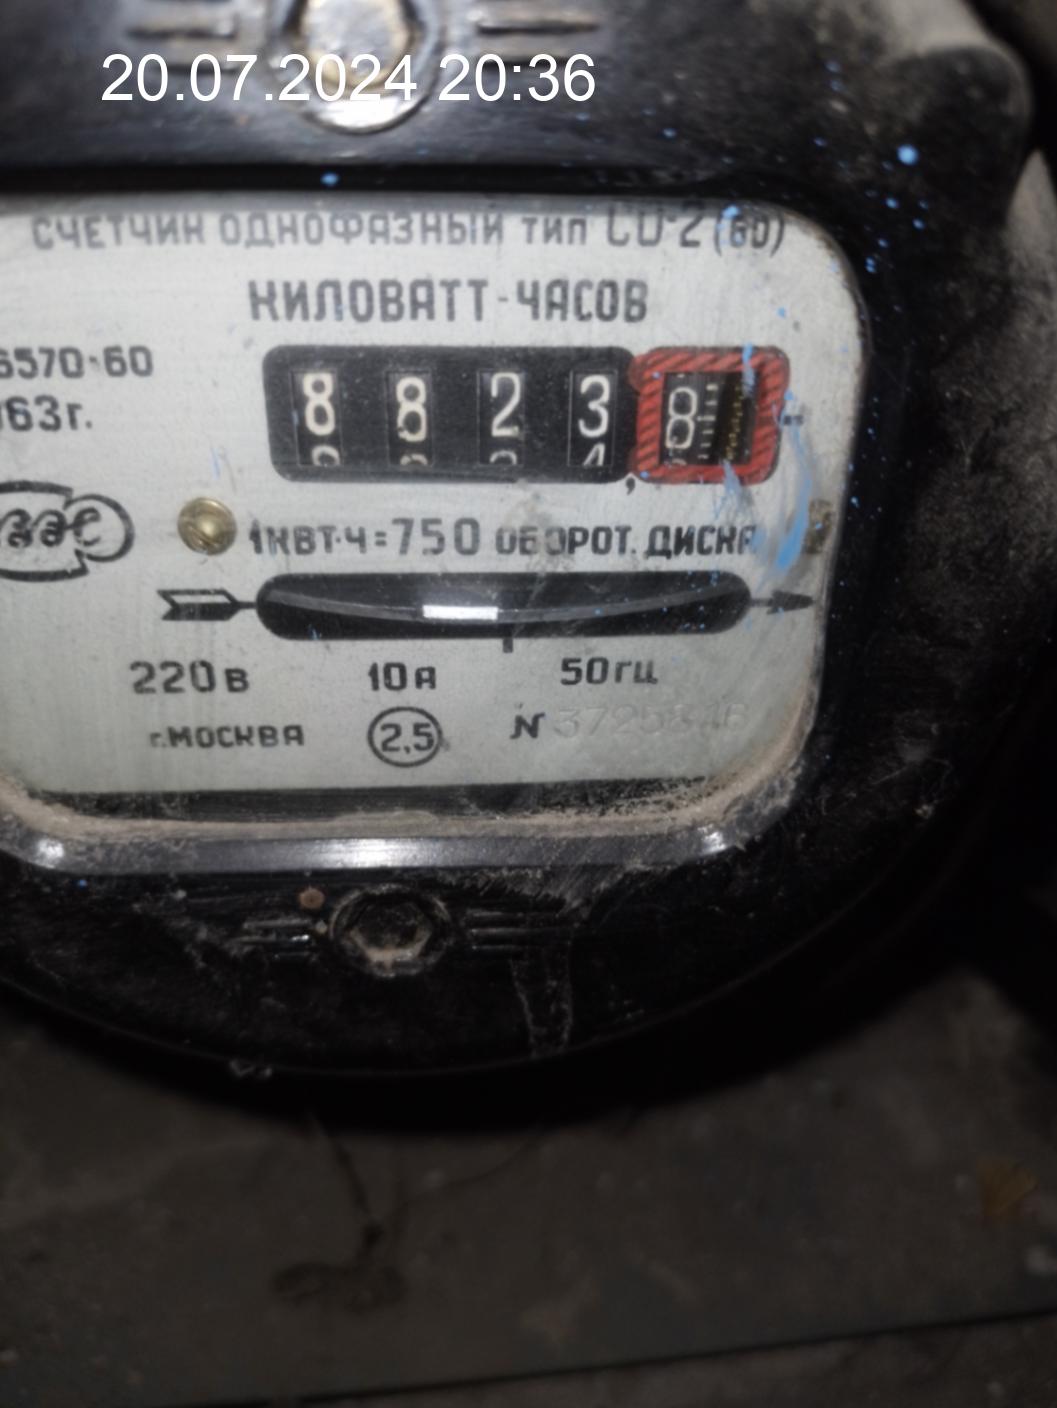 20.07.2024 20:36
СЧЕТЧИК ОДНОФАЗНЫЙ тип СО-2 (60)
КИЛОВАТТ-ЧАСОВ
6570-60
963г.
8 8 2 3, 8
1КВТ·Ч=750 ОБОРОТ. ДИСКА
220В 10А 50ГЦ
г.МОСКВА 2,5 №